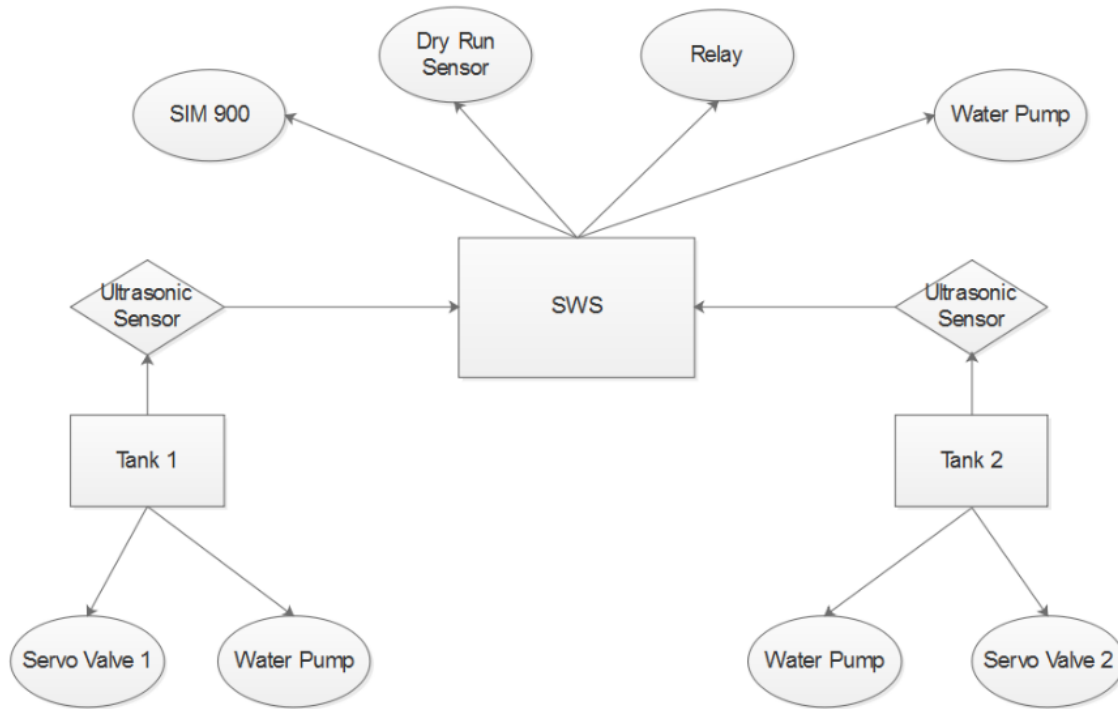 Dry Run
Sensor
Relay
SIM 900
Water Pump
Ultrasonic
Sensor
SWS
Ultrasonic
Sensor
Tank 1
Tank 2
Servo Valve 1
Water Pump
Water Pump
Servo Valve 2